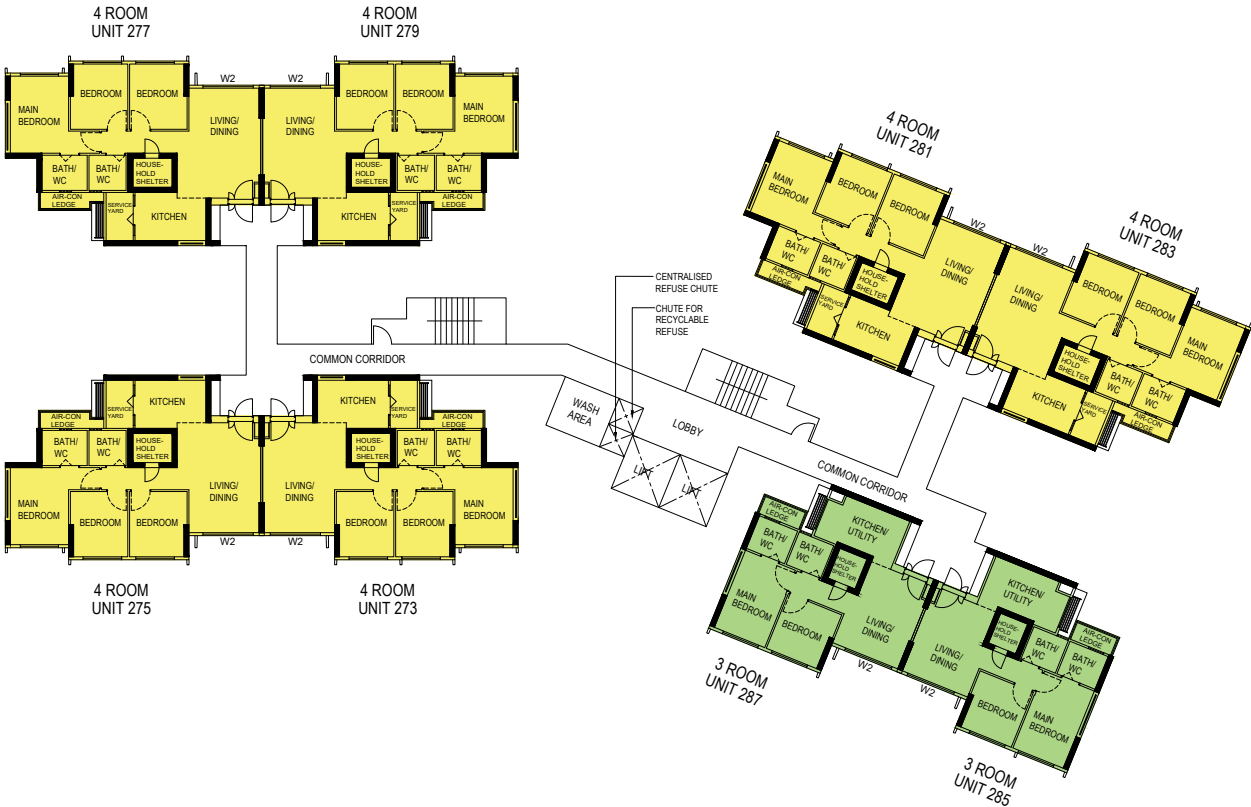 4 ROOM
UNIT 277
4 ROOM
UNIT 279
W2
W2
MAIN
BEDROOM
BEDROOM
BEDROOM
LIVING/
DINING
LIVING/
DINING
BEDROOM
BEDROOM
MAIN
BEDROOM
BATH/
WC
BATH/
WC
HOUSE-
HOLD
SHELTER
HOUSE-
HOLD
SHELTER
BATH/
WC
BATH/
WC
AIR-CON
LEDGE
SERVICE
YARD
KITCHEN
KITCHEN
SERVICE
YARD
AIR-CON
LEDGE
4 ROOM
UNIT 281
MAIN
BEDROOM
BEDROOM
BEDROOM
W2
LIVING/
DINING
BATH/
WC
BATH/
WC
HOUSE-
HOLD
SHELTER
AIR-CON
LEDGE
SERVICE
YARD
KITCHEN
4 ROOM
UNIT 283
W2
LIVING/
DINING
BEDROOM
BEDROOM
MAIN
BEDROOM
HOUSE-
HOLD
SHELTER
BATH/
WC
BATH/
WC
KITCHEN
SERVICE
YARD
AIR-CON
LEDGE
CENTRALISED
REFUSE CHUTE
CHUTE FOR
RECYCLABLE
REFUSE
COMMON CORRIDOR
WASH
AREA
LOBBY
LIFT
LIFT
COMMON CORRIDOR
AIR-CON
LEDGE
SERVICE
YARD
KITCHEN
KITCHEN
SERVICE
YARD
AIR-CON
LEDGE
BATH/
WC
BATH/
WC
HOUSE-
HOLD
SHELTER
HOUSE-
HOLD
SHELTER
BATH/
WC
BATH/
WC
MAIN
BEDROOM
BEDROOM
BEDROOM
LIVING/
DINING
LIVING/
DINING
BEDROOM
BEDROOM
MAIN
BEDROOM
W2
W2
4 ROOM
UNIT 275
4 ROOM
UNIT 273
AIR-CON
LEDGE
KITCHEN/
UTILITY
BATH/
WC
BATH/
WC
HOUSE-
HOLD
SHELTER
MAIN
BEDROOM
BEDROOM
LIVING/
DINING
W2
3 ROOM
UNIT 287
KITCHEN/
UTILITY
HOUSE-
HOLD
SHELTER
AIR-CON
LEDGE
BATH/
WC
BATH/
WC
LIVING/
DINING
W2
BEDROOM
MAIN
BEDROOM
3 ROOM
UNIT 285